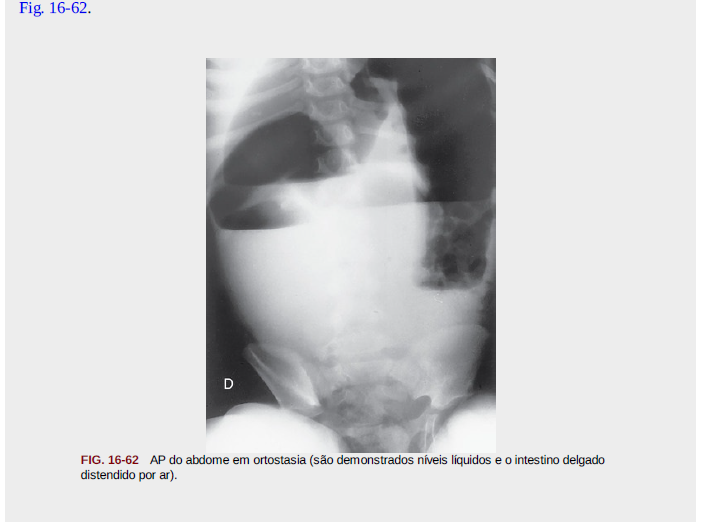 Fig. 16-62.
D
FIG. 16-62 AP do abdome em ortostasia (são demonstrados níveis líquidos e o intestino delgado
distendido por ar).